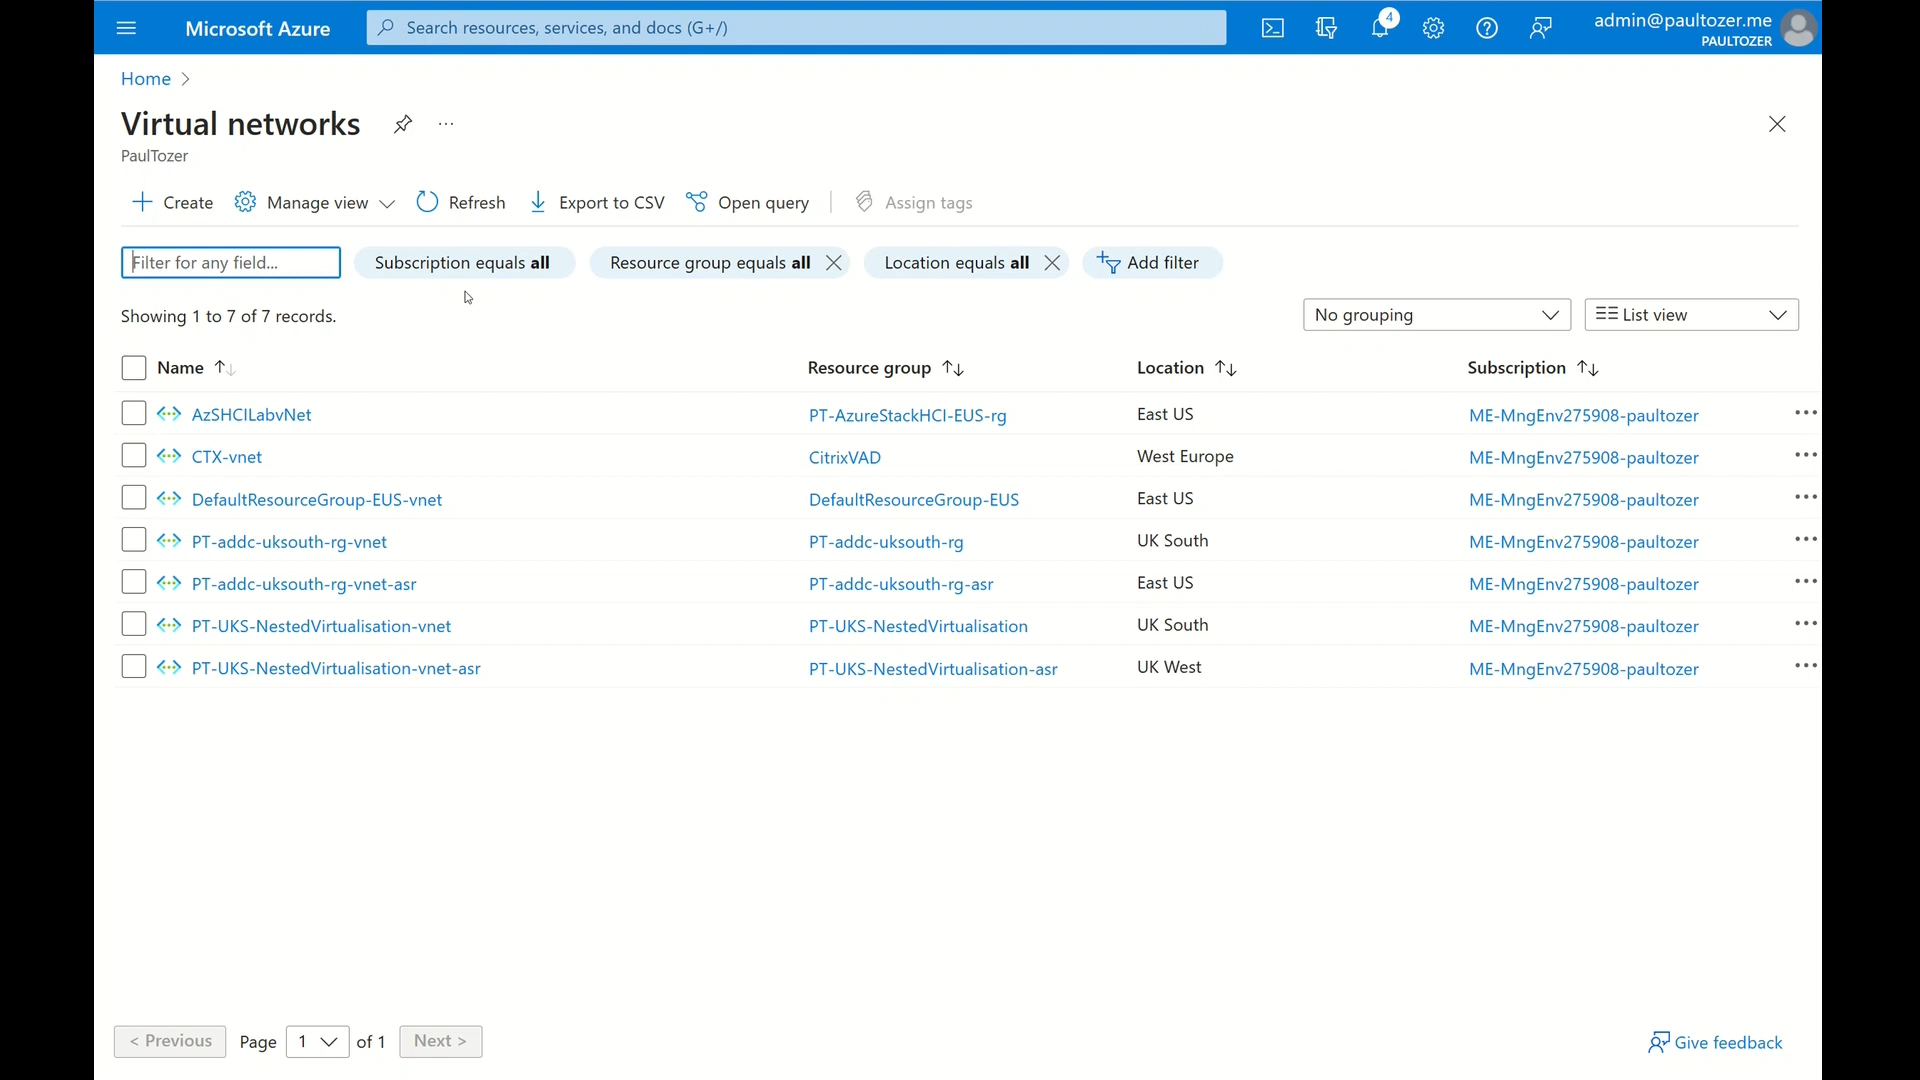 Microsoft Azure
Search resources, services, and docs (G+/)
4
admin@paultozer.me
PAULTOZER
Home
Virtual networks
...
PaulTozer
Create
Manage view
Refresh
Export to CSV
Open query
Assign tags
Filter for any field...
Subscription equals all
Resource group equals all
Location equals all
Add filter
Showing 1 to 7 of 7 records.
No grouping
List view
Name Resource group Location Subscription
AzSHCILabvNet PT-AzureStackHCI-EUS-rg East US ME-MngEnv275908-paultozer ...
CTX-vnet CitrixVAD West Europe ME-MngEnv275908-paultozer ...
DefaultResourceGroup-EUS-vnet DefaultResourceGroup-EUS East US ME-MngEnv275908-paultozer ...
PT-addc-uksouth-rg-vnet PT-addc-uksouth-rg UK South ME-MngEnv275908-paultozer ...
PT-addc-uksouth-rg-vnet-asr PT-addc-uksouth-rg-asr East US ME-MngEnv275908-paultozer ...
PT-UKS-NestedVirtualisation-vnet PT-UKS-NestedVirtualisation UK South ME-MngEnv275908-paultozer ...
PT-UKS-NestedVirtualisation-vnet-asr PT-UKS-NestedVirtualisation-asr UK West ME-MngEnv275908-paultozer ...
< Previous Page 1 of 1 Next >
Give feedback